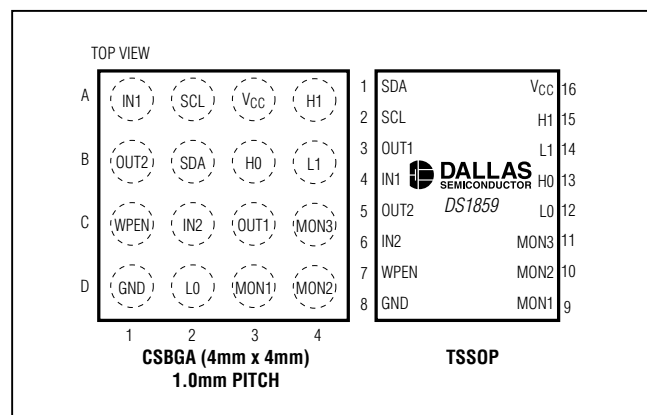 TOP VIEW
A IN1 SCL VCC H1
B OUT2 SDA H0 L1
C WPEN IN2 OUT1 MON3
D GND L0 MON1 MON2
1 2 3 4
CSBGA (4mm x 4mm)
1.0mm PITCH
1 SDA VCC 16
2 SCL H1 15
3 OUT1 L1 14
DALLAS
SEMICONDUCTOR
4 IN1 H0 13
5 OUT2 DS1859 L0 12
6 IN2 MON3 11
7 WPEN MON2 10
8 GND MON1 9
TSSOP